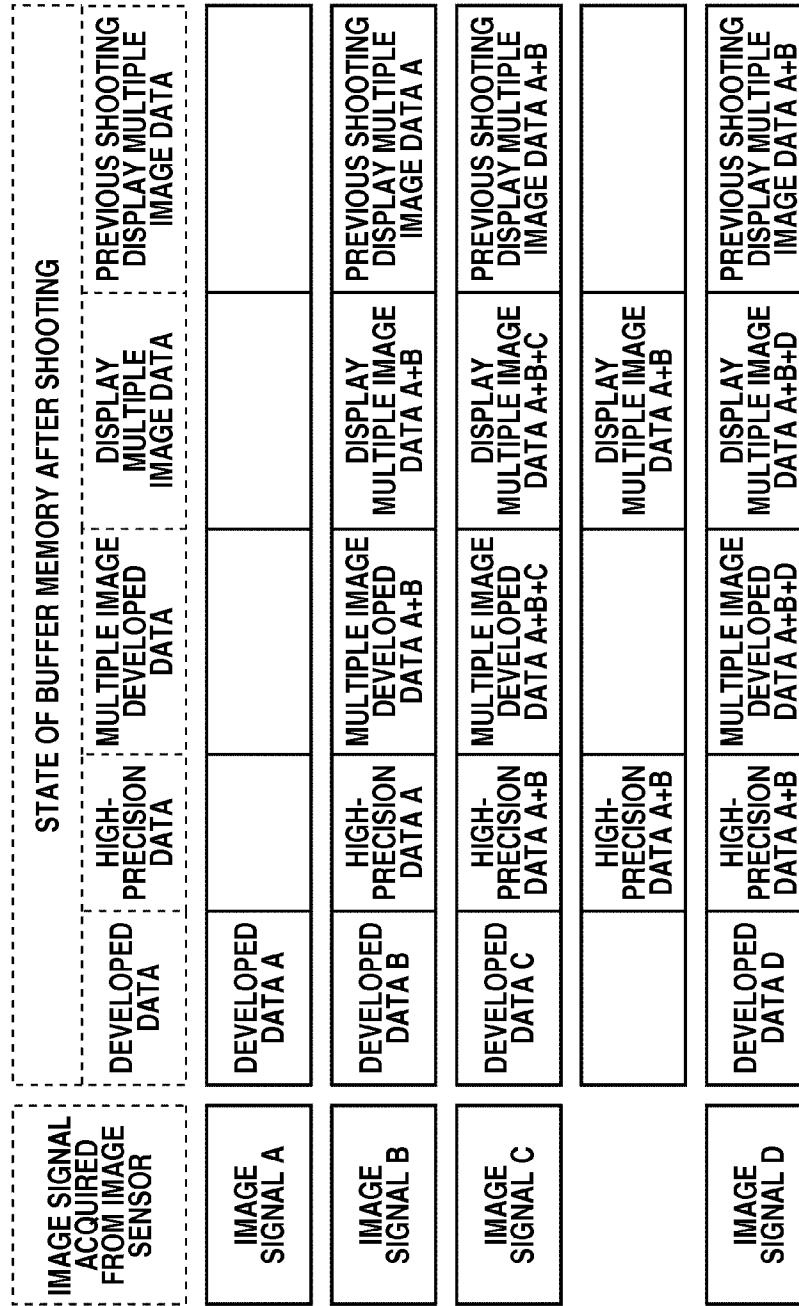 IMAGE SIGNAL
ACQUIRED
FROM IMAGE
SENSOR
STATE OF BUFFER MEMORY AFTER SHOOTING
DEVELOPED
DATA
HIGH-
PRECISION
DATA
MULTIPLE IMAGE
DEVELOPED
DATA
DISPLAY
MULTIPLE
IMAGE DATA
PREVIOUS SHOOTING
DISPLAY MULTIPLE
IMAGE DATA
IMAGE
SIGNAL A
DEVELOPED
DATA A
IMAGE
SIGNAL B
DEVELOPED
DATA B
HIGH-
PRECISION
DATA A
MULTIPLE IMAGE
DEVELOPED
DATA A+B
DISPLAY
MULTIPLE IMAGE
DATA A+B
PREVIOUS SHOOTING
DISPLAY MULTIPLE
IMAGE DATA A
IMAGE
SIGNAL C
DEVELOPED
DATA C
HIGH-
PRECISION
DATA A+B
MULTIPLE IMAGE
DEVELOPED
DATA A+B+C
DISPLAY
MULTIPLE IMAGE
DATA A+B+C
PREVIOUS SHOOTING
DISPLAY MULTIPLE
IMAGE DATA A+B
HIGH-
PRECISION
DATA A+B
DISPLAY
MULTIPLE IMAGE
DATA A+B
IMAGE
SIGNAL D
DEVELOPED
DATA D
HIGH-
PRECISION
DATA A+B
MULTIPLE IMAGE
DEVELOPED
DATA A+B+D
DISPLAY
MULTIPLE IMAGE
DATA A+B+D
PREVIOUS SHOOTING
DISPLAY MULTIPLE
IMAGE DATA A+B